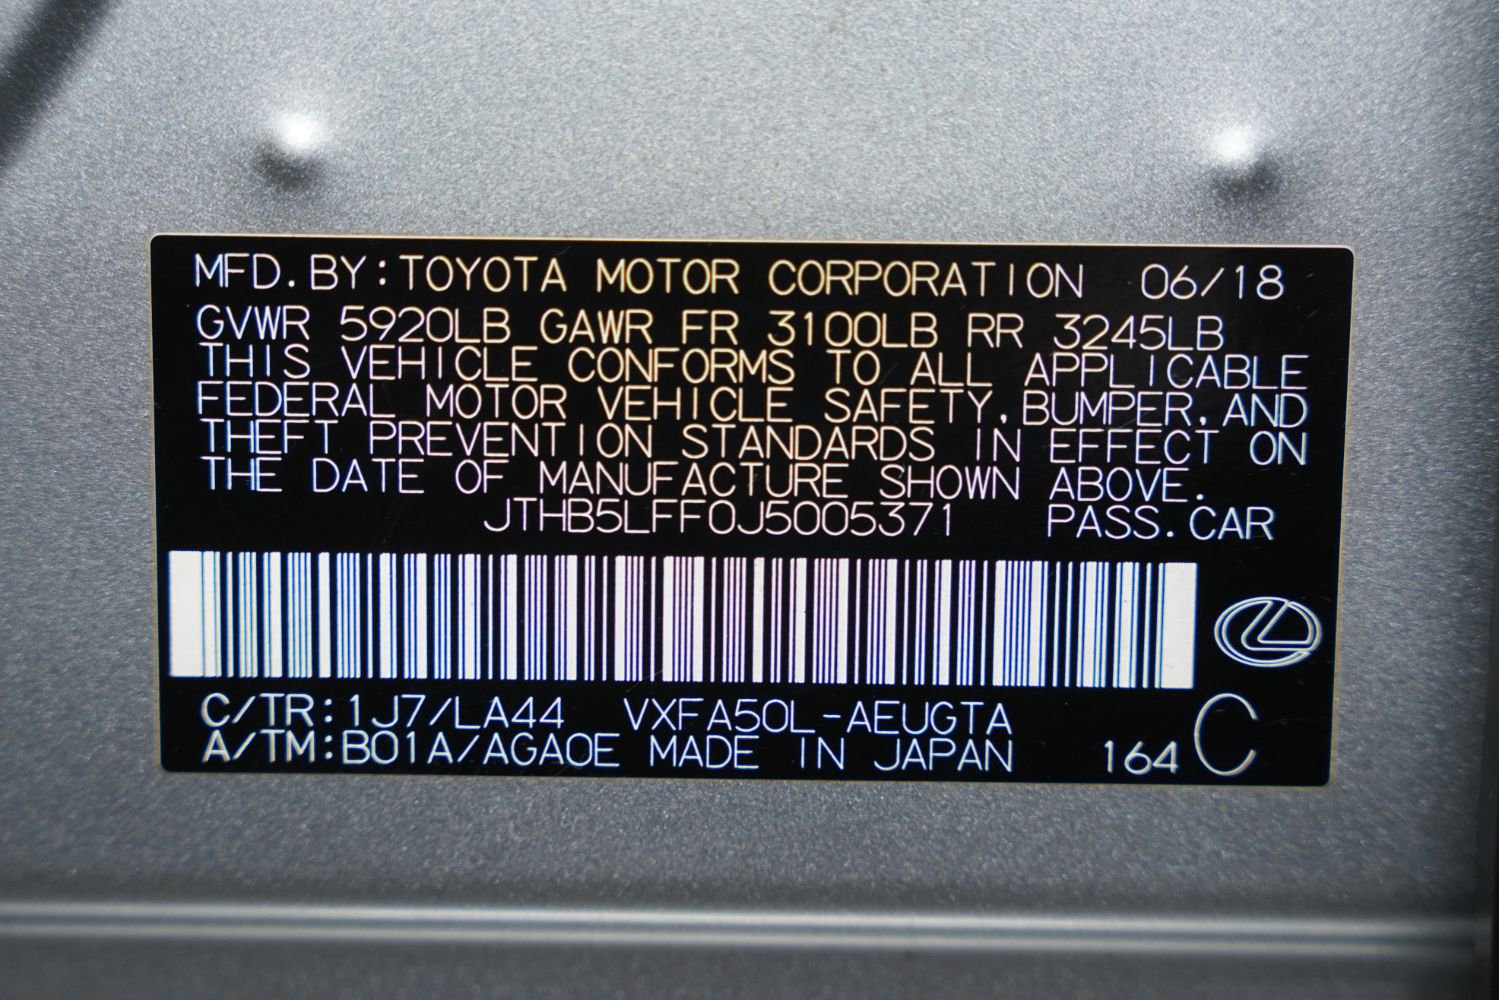 MFD.BY:TOYOTA MOTOR CORPORATION 06/18
GVWR 5920LB GAWR FR 3100LB RR 3245LB
THIS VEHICLE CONFORMS TO ALL APPLICABLE
FEDERAL MOTOR VEHICLE SAFETY,BUMPER,AND
THEFT PREVENTION STANDARDS IN EFFECT ON
THE DATE OF MANUFACTURE SHOWN ABOVE.
JTHB5LFF0J5005371 PASS.CAR
C/TR:1J7/LA44 VXFA50L-AEUGTA
A/TM:B01A/AGA0E MADE IN JAPAN 164 C